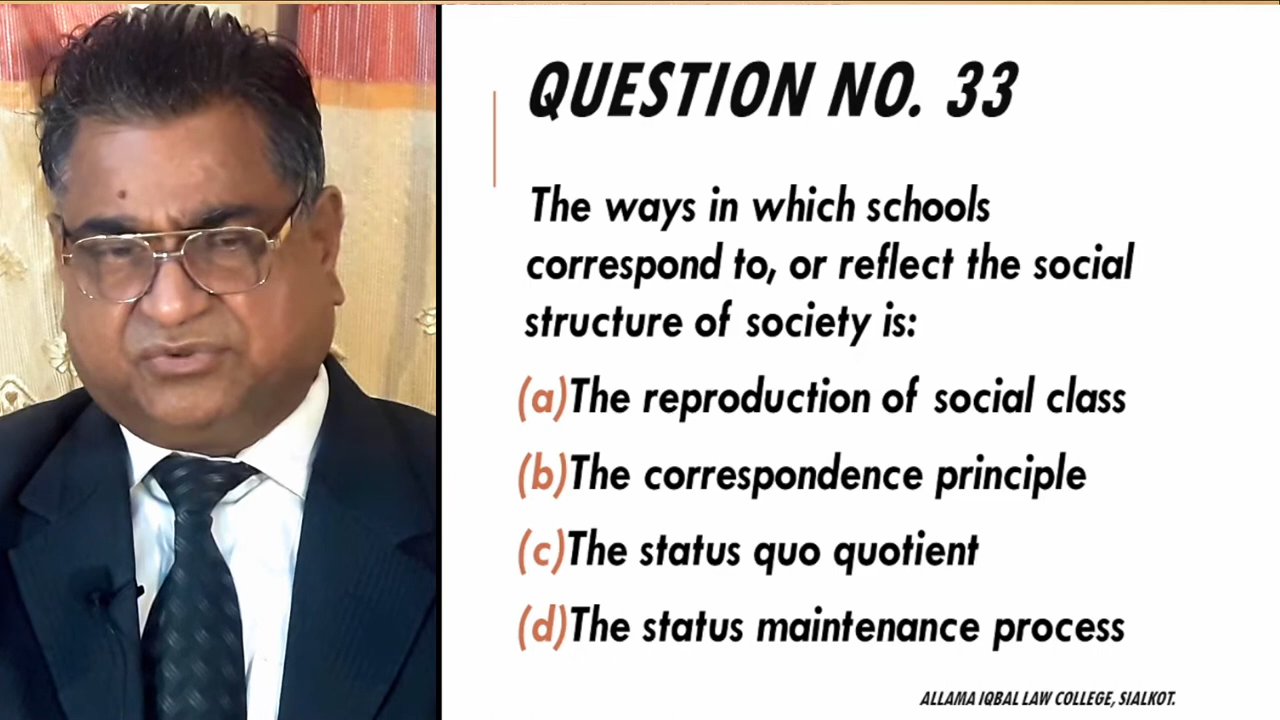 QUESTION NO. 33
The ways in which schools
correspond to, or reflect the social
structure of society is:
(a)The reproduction of social class
(b)The correspondence principle
(c)The status quo quotient
(d)The status maintenance process
ALLAMA IQBAL LAW COLLEGE, SIALKOT.